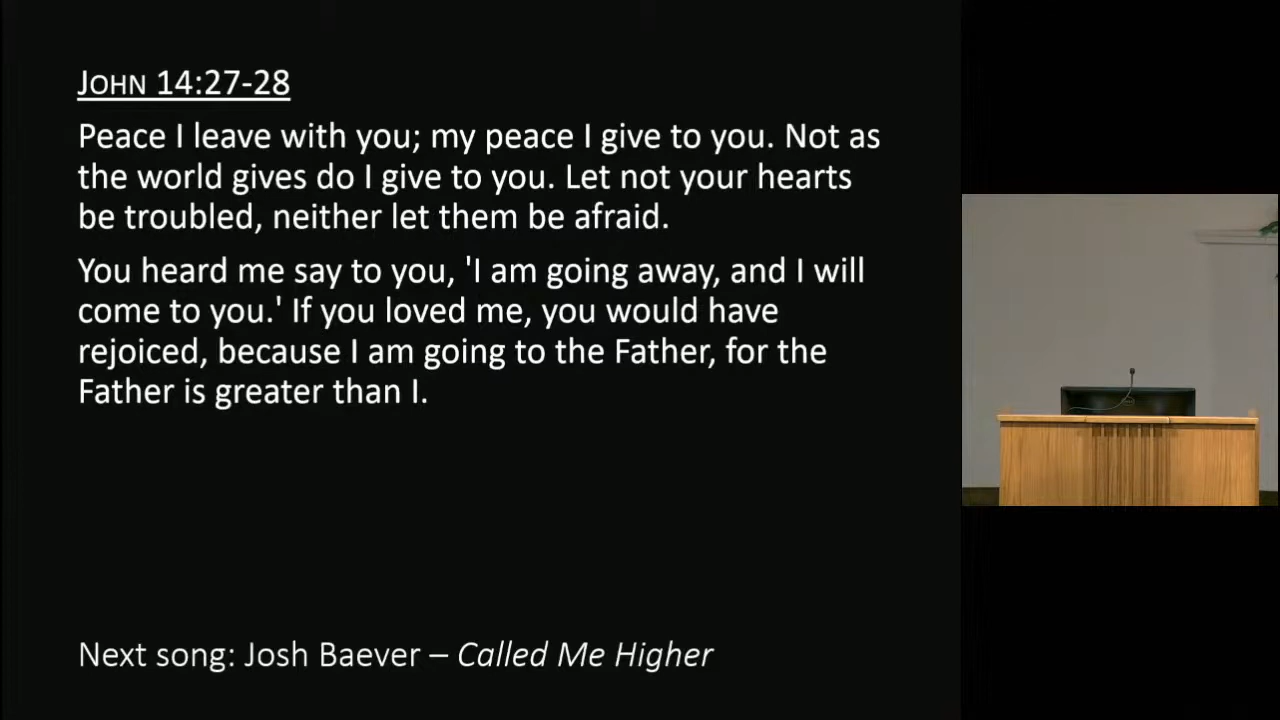 JOHN 14:27-28
Peace I leave with you; my peace I give to you. Not as
the world gives do I give to you. Let not your hearts
be troubled, neither let them be afraid.
You heard me say to you, 'I am going away, and I will
come to you.' If you loved me, you would have
rejoiced, because I am going to the Father, for the
Father is greater than I.
Next song: Josh Baever – Called Me Higher